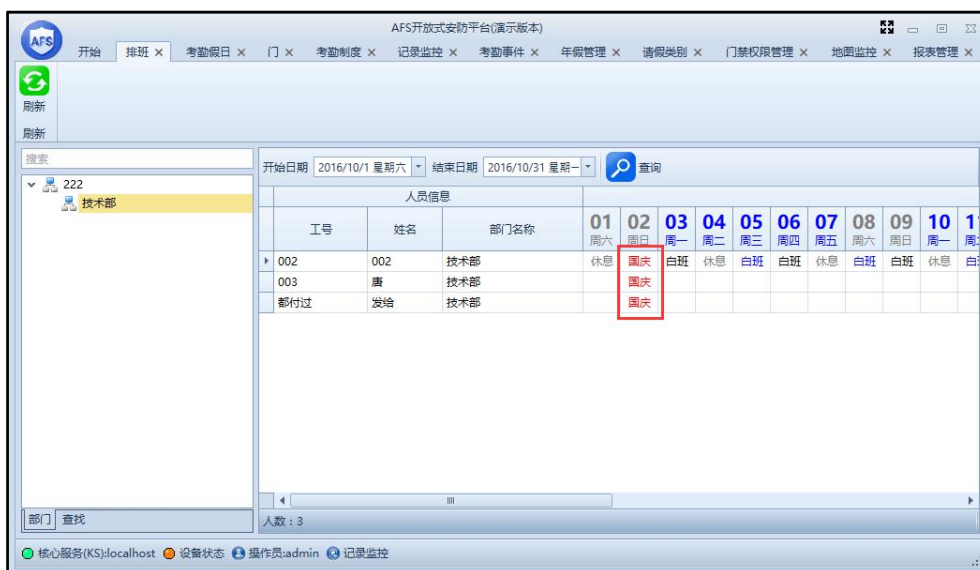 AFS开放式安防平台(演示版本)
AFS
开始 排班 考勤假日 门 考勤制度 记录监控 考勤事件 年假管理 请假类别 门禁权限管理 地图监控 报表管理
刷新
刷新
搜索
222
技术部
部门 查找
开始日期 2016/10/1 星期六 结束日期 2016/10/31 星期一 查询
人员信息
工号 姓名 部门名称 01 02 03 04 05 06 07 08 09 10
周六 周日 周一 周二 周三 周四 周五 周六 周日 周一
002 002 技术部 休息 国庆 白班 休息 白班 白班 休息 白班 白班 休息
003 唐 技术部 国庆
都付过 发给 技术部 国庆
人数：3
核心服务(KS):localhost 设备状态 操作员:admin 记录监控